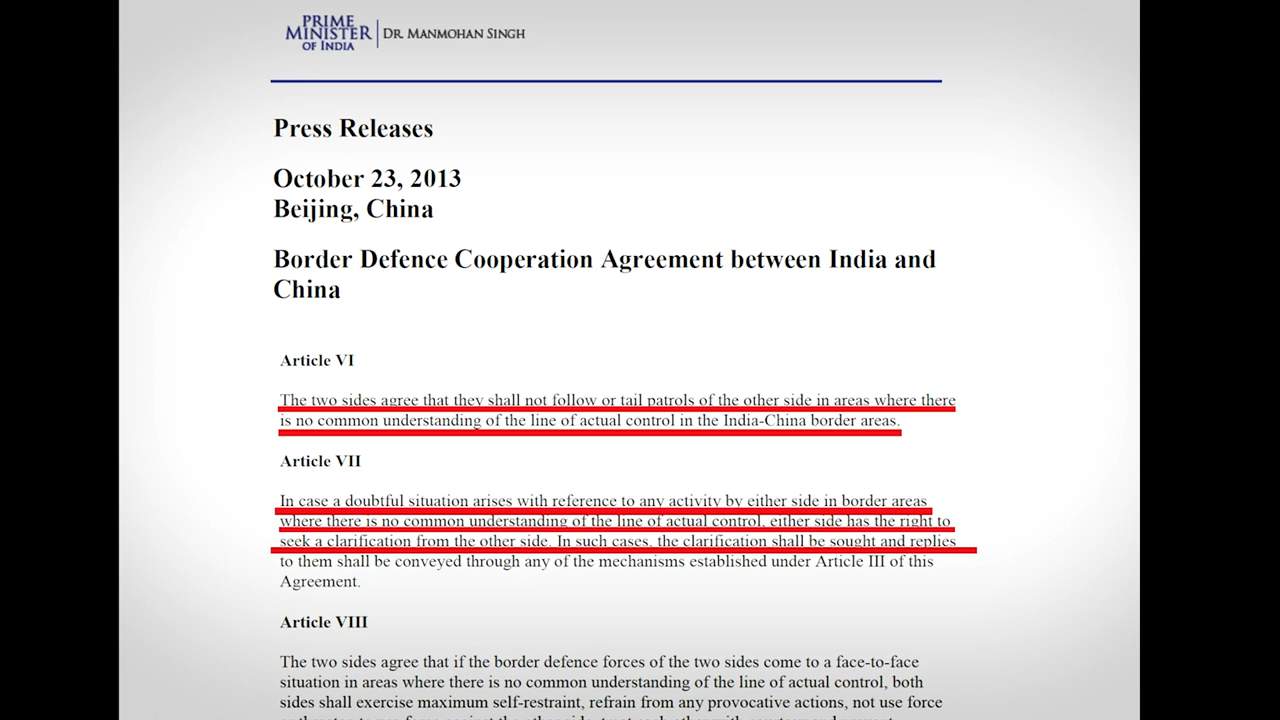 PRIME
MINISTER
OF INDIA
DR. MANMOHAN SINGH
Press Releases
October 23, 2013
Beijing, China
Border Defence Cooperation Agreement between India and
China
Article VI
The two sides agree that they shall not follow or tail patrols of the other side in areas where there
is no common understanding of the line of actual control in the India-China border areas.
Article VII
In case a doubtful situation arises with reference to any activity by either side in border areas
where there is no common understanding of the line of actual control, either side has the right to
seek a clarification from the other side. In such cases, the clarification shall be sought and replies
to them shall be conveyed through any of the mechanisms established under Article III of this
Agreement.
Article VIII
The two sides agree that if the border defence forces of the two sides come to a face-to-face
situation in areas where there is no common understanding of the line of actual control, both
sides shall exercise maximum self-restraint, refrain from any provocative actions, not use force